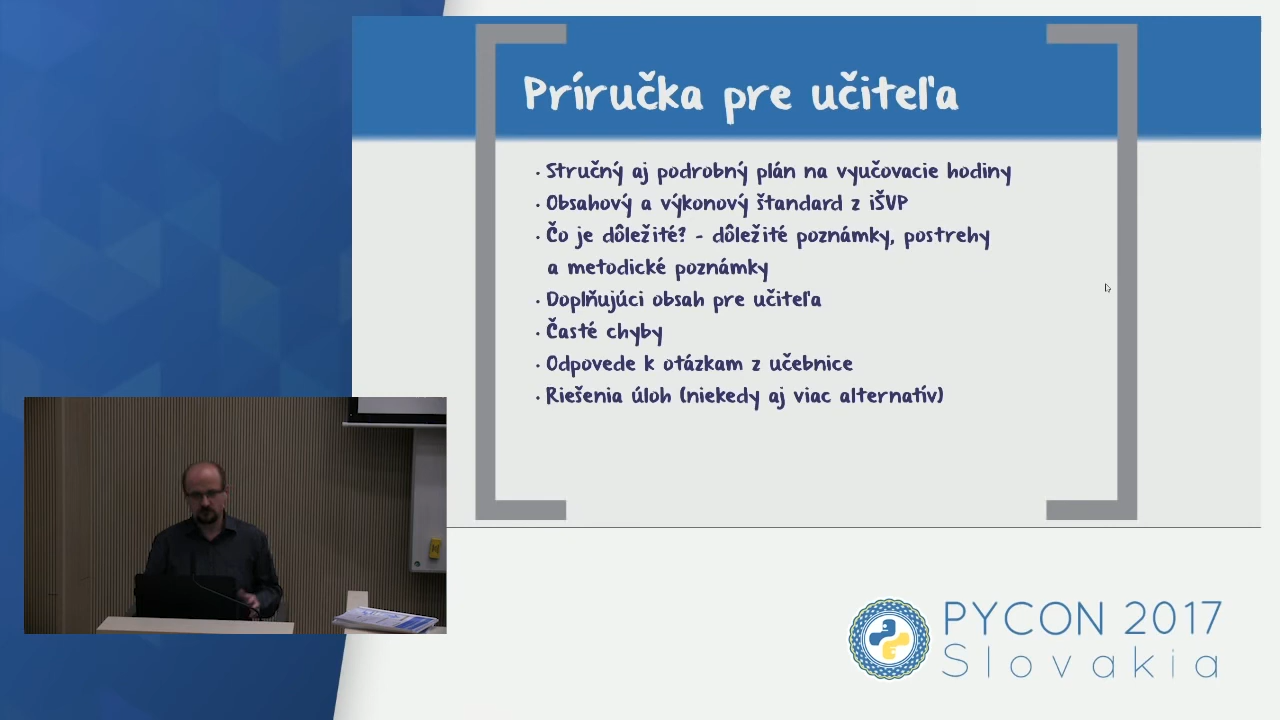 Príručka pre učiteľa
· Stručný aj podrobný plán na vyučovacie hodiny
· Obsahový a výkonový štandard z iŠVP
· Čo je dôležité? - dôležité poznámky, postrehy
a metodické poznámky
· Doplňujúci obsah pre učiteľa
· Časté chyby
· Odpovede k otázkam z učebnice
· Riešenia úloh (niekedy aj viac alternatív)
PYCON 2017
Slovakia